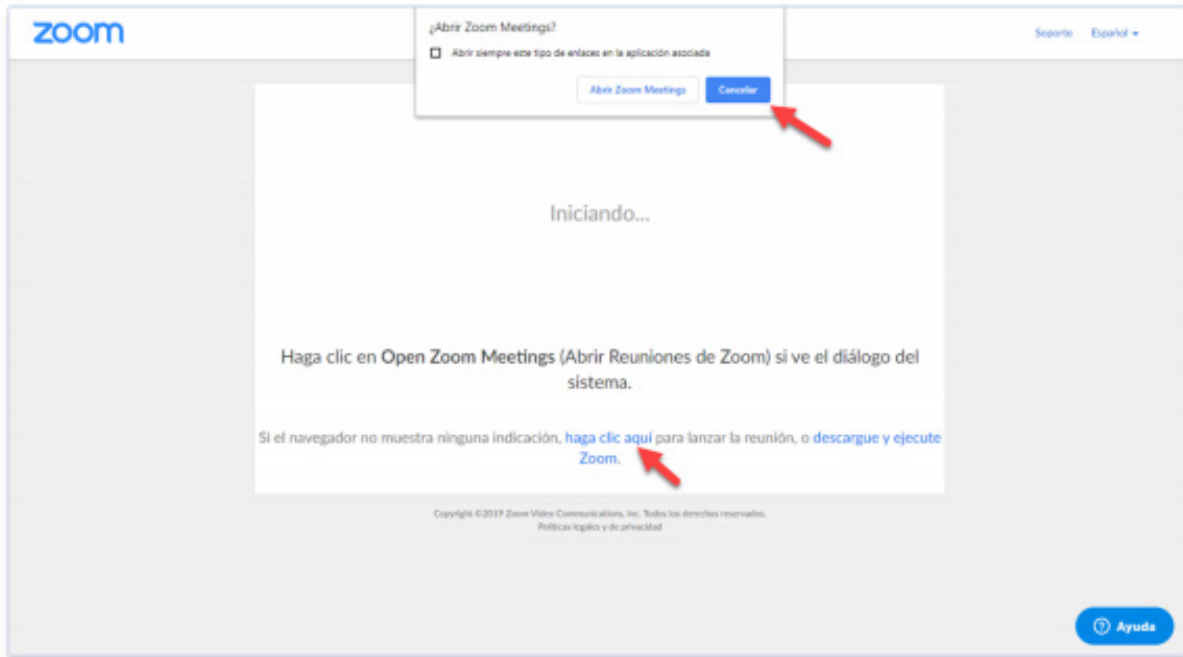 zoom
¿Abrir Zoom Meetings?
Abrir siempre este tipo de enlaces en la aplicación asociada
Abrir Zoom Meetings
Cancelar
Soporte
Español
Iniciando...
Haga clic en Open Zoom Meetings (Abrir Reuniones de Zoom) si ve el diálogo del
sistema.
Si el navegador no muestra ninguna indicación, haga clic aquí para lanzar la reunión, o descargue y ejecute
Zoom.
Copyright ©2019 Zoom Video Communications, Inc. Todos los derechos reservados.
Políticas legales y de privacidad
Ayuda